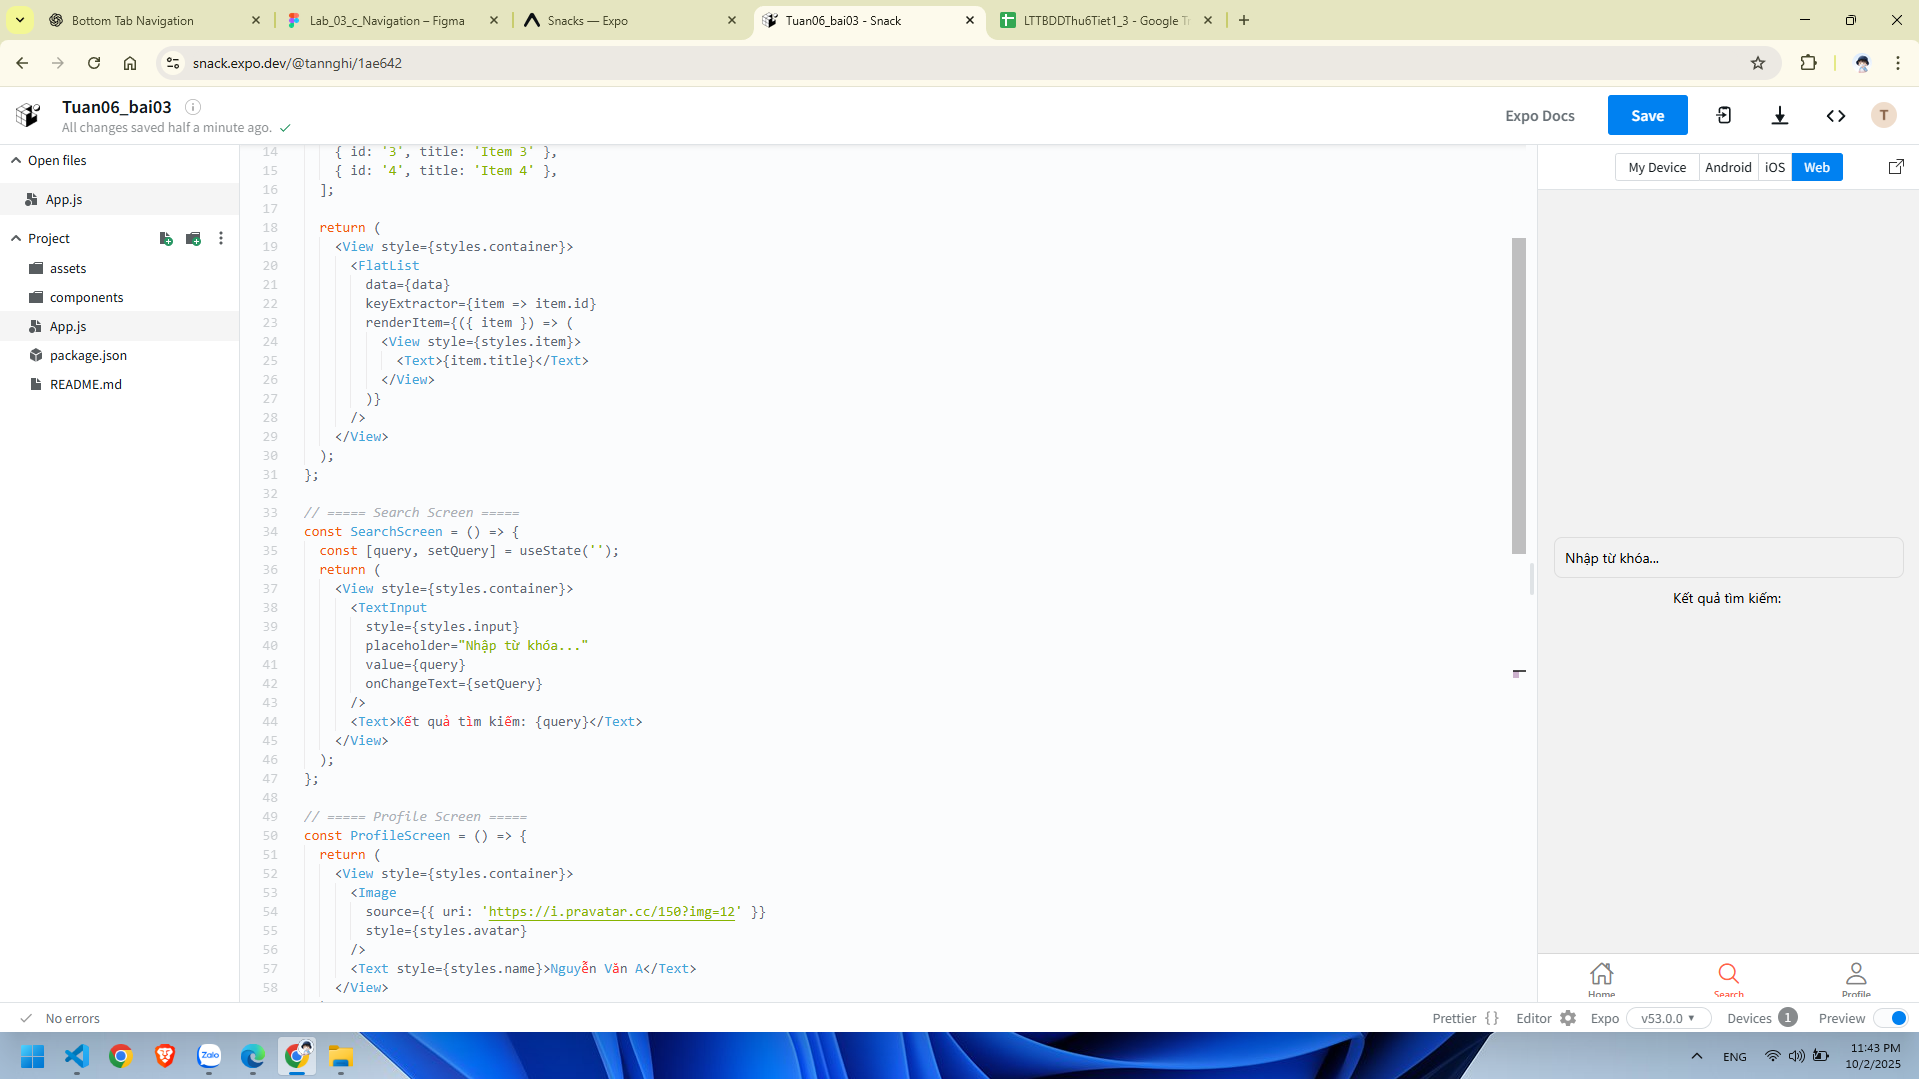 Bottom Tab Navigation
Lab_03_c_Navigation – Figma
Snacks — Expo
Tuan06_bai03 - Snack
LTTBDDThu6Tiet1_3 - Google Tr
snack.expo.dev/@tannghi/1ae642
Tuan06_bai03
All changes saved half a minute ago.
Expo Docs
Save
T
Open files
App.js
Project
assets
components
App.js
package.json
README.md
14 { id: '3', title: 'Item 3' },
15 { id: '4', title: 'Item 4' },
16 ];
17
18 return (
19 <View style={styles.container}>
20 <FlatList
21 data={data}
22 keyExtractor={item => item.id}
23 renderItem={({ item }) => (
24 <View style={styles.item}>
25 <Text>{item.title}</Text>
26 </View>
27 )}
28 />
29 </View>
30 );
31 };
32
33 // ===== Search Screen =====
34 const SearchScreen = () => {
35 const [query, setQuery] = useState('');
36 return (
37 <View style={styles.container}>
38 <TextInput
39 style={styles.input}
40 placeholder="Nhập từ khóa..."
41 value={query}
42 onChangeText={setQuery}
43 />
44 <Text>Kết quả tìm kiếm: {query}</Text>
45 </View>
46 );
47 };
48
49 // ===== Profile Screen =====
50 const ProfileScreen = () => {
51 return (
52 <View style={styles.container}>
53 <Image
54 source={{ uri: 'https://i.pravatar.cc/150?img=12' }}
55 style={styles.avatar}
56 />
57 <Text style={styles.name}>Nguyễn Văn A</Text>
58 </View>
My Device
Android
iOS
Web
Nhập từ khóa...
Kết quả tìm kiếm:
Home
Search
Profile
No errors
Prettier { }
Editor
Expo
v53.0.0
Devices 1
Preview
Zalo
ENG
11:43 PM
10/2/2025